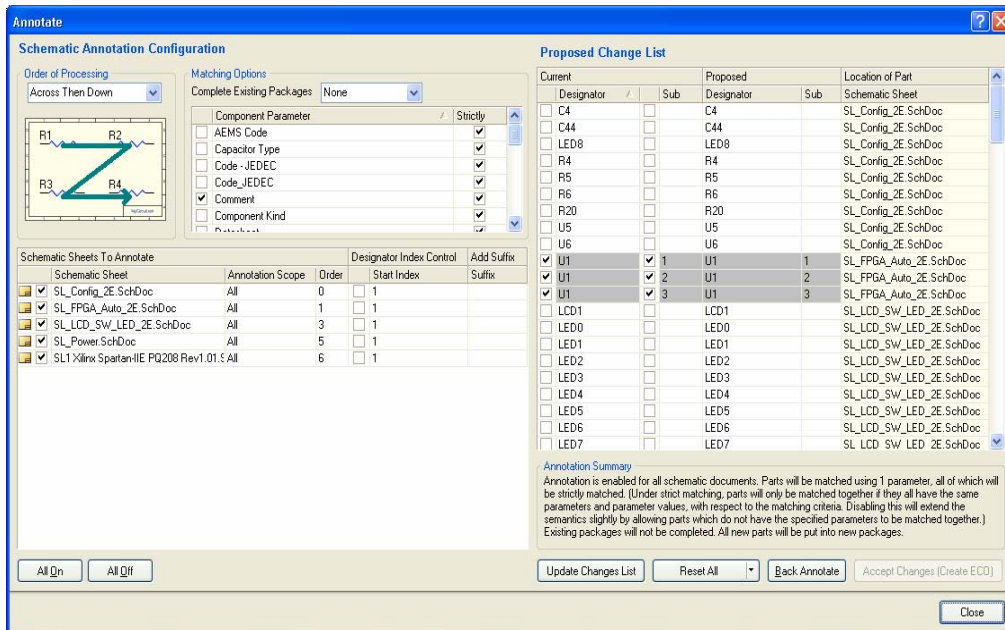 Annotate
Schematic Annotation Configuration
Order of Processing
Across Then Down
R1 R2
R3 R4
Matching Options
Complete Existing Packages None
Component Parameter Strictly
AEMS Code
Capacitor Type
Code - JEDEC
Code_JEDEC
Comment
Component Kind
Datasheet
Schematic Sheets To Annotate Designator Index Control Add Suffix
Schematic Sheet Annotation Scope Order Start Index Suffix
SL_Config_2E.SchDoc All 0 1
SL_FPGA_Auto_2E.SchDoc All 1 1
SL_LCD_SW_LED_2E.SchDoc All 3 1
SL_Power.SchDoc All 5 1
SL1 Xilinx Spartan-IIE PQ208 Rev1.01.S All 6 1
All On All Off
Proposed Change List
Current Proposed Location of Part
Designator Sub Designator Sub Schematic Sheet
C4 C4 SL_Config_2E.SchDoc
C44 C44 SL_Config_2E.SchDoc
LED8 LED8 SL_Config_2E.SchDoc
R4 R4 SL_Config_2E.SchDoc
R5 R5 SL_Config_2E.SchDoc
R6 R6 SL_Config_2E.SchDoc
R20 R20 SL_Config_2E.SchDoc
U5 U5 SL_Config_2E.SchDoc
U6 U6 SL_Config_2E.SchDoc
U1 1 U1 1 SL_FPGA_Auto_2E.SchDoc
U1 2 U1 2 SL_FPGA_Auto_2E.SchDoc
U1 3 U1 3 SL_FPGA_Auto_2E.SchDoc
LCD1 LCD1 SL_LCD_SW_LED_2E.SchDoc
LED0 LED0 SL_LCD_SW_LED_2E.SchDoc
LED1 LED1 SL_LCD_SW_LED_2E.SchDoc
LED2 LED2 SL_LCD_SW_LED_2E.SchDoc
LED3 LED3 SL_LCD_SW_LED_2E.SchDoc
LED4 LED4 SL_LCD_SW_LED_2E.SchDoc
LED5 LED5 SL_LCD_SW_LED_2E.SchDoc
LED6 LED6 SL_LCD_SW_LED_2E.SchDoc
LED7 LED7 SL_LCD_SW_LED_2E.SchDoc
Annotation Summary
Annotation is enabled for all schematic documents. Parts will be matched using 1 parameter, all of which will
be strictly matched. (Under strict matching, parts will only be matched together if they all have the same
parameters and parameter values, with respect to the matching criteria. Disabling this will extend the
semantics slightly by allowing parts which do not have the specified parameters to be matched together.)
Existing packages will not be completed. All new parts will be put into new packages.
Update Changes List Reset All Back Annotate Accept Changes (Create ECO)
Close